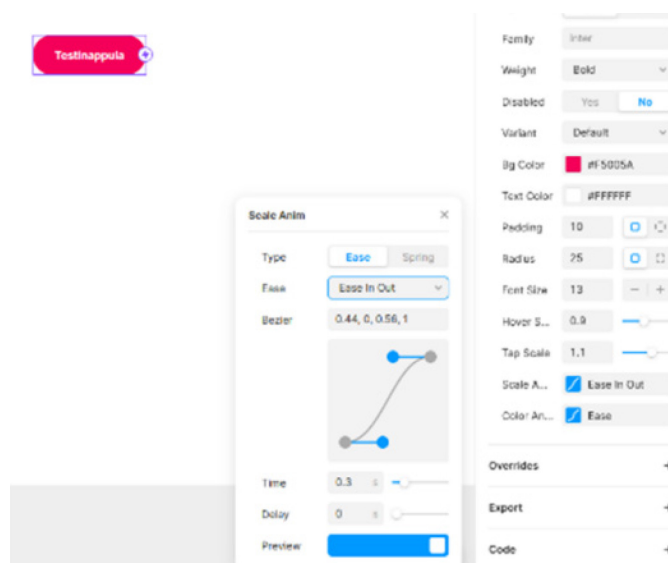 Testinappula
Family Inter
Weight Bold
Disabled Yes No
Variant Default
Bg Color #F5005A
Text Color #FFFFFF
Padding 10
Radius 25
Font Size 13 - +
Hover S... 0.9
Tap Scale 1.1
Scale A... Ease In Out
Color An... Ease
Overrides
Export
Code
Scale Anim ×
Type Ease Spring
Ease Ease In Out
Bezier 0.44, 0, 0.56, 1
Time 0.3 s
Delay 0 s
Preview